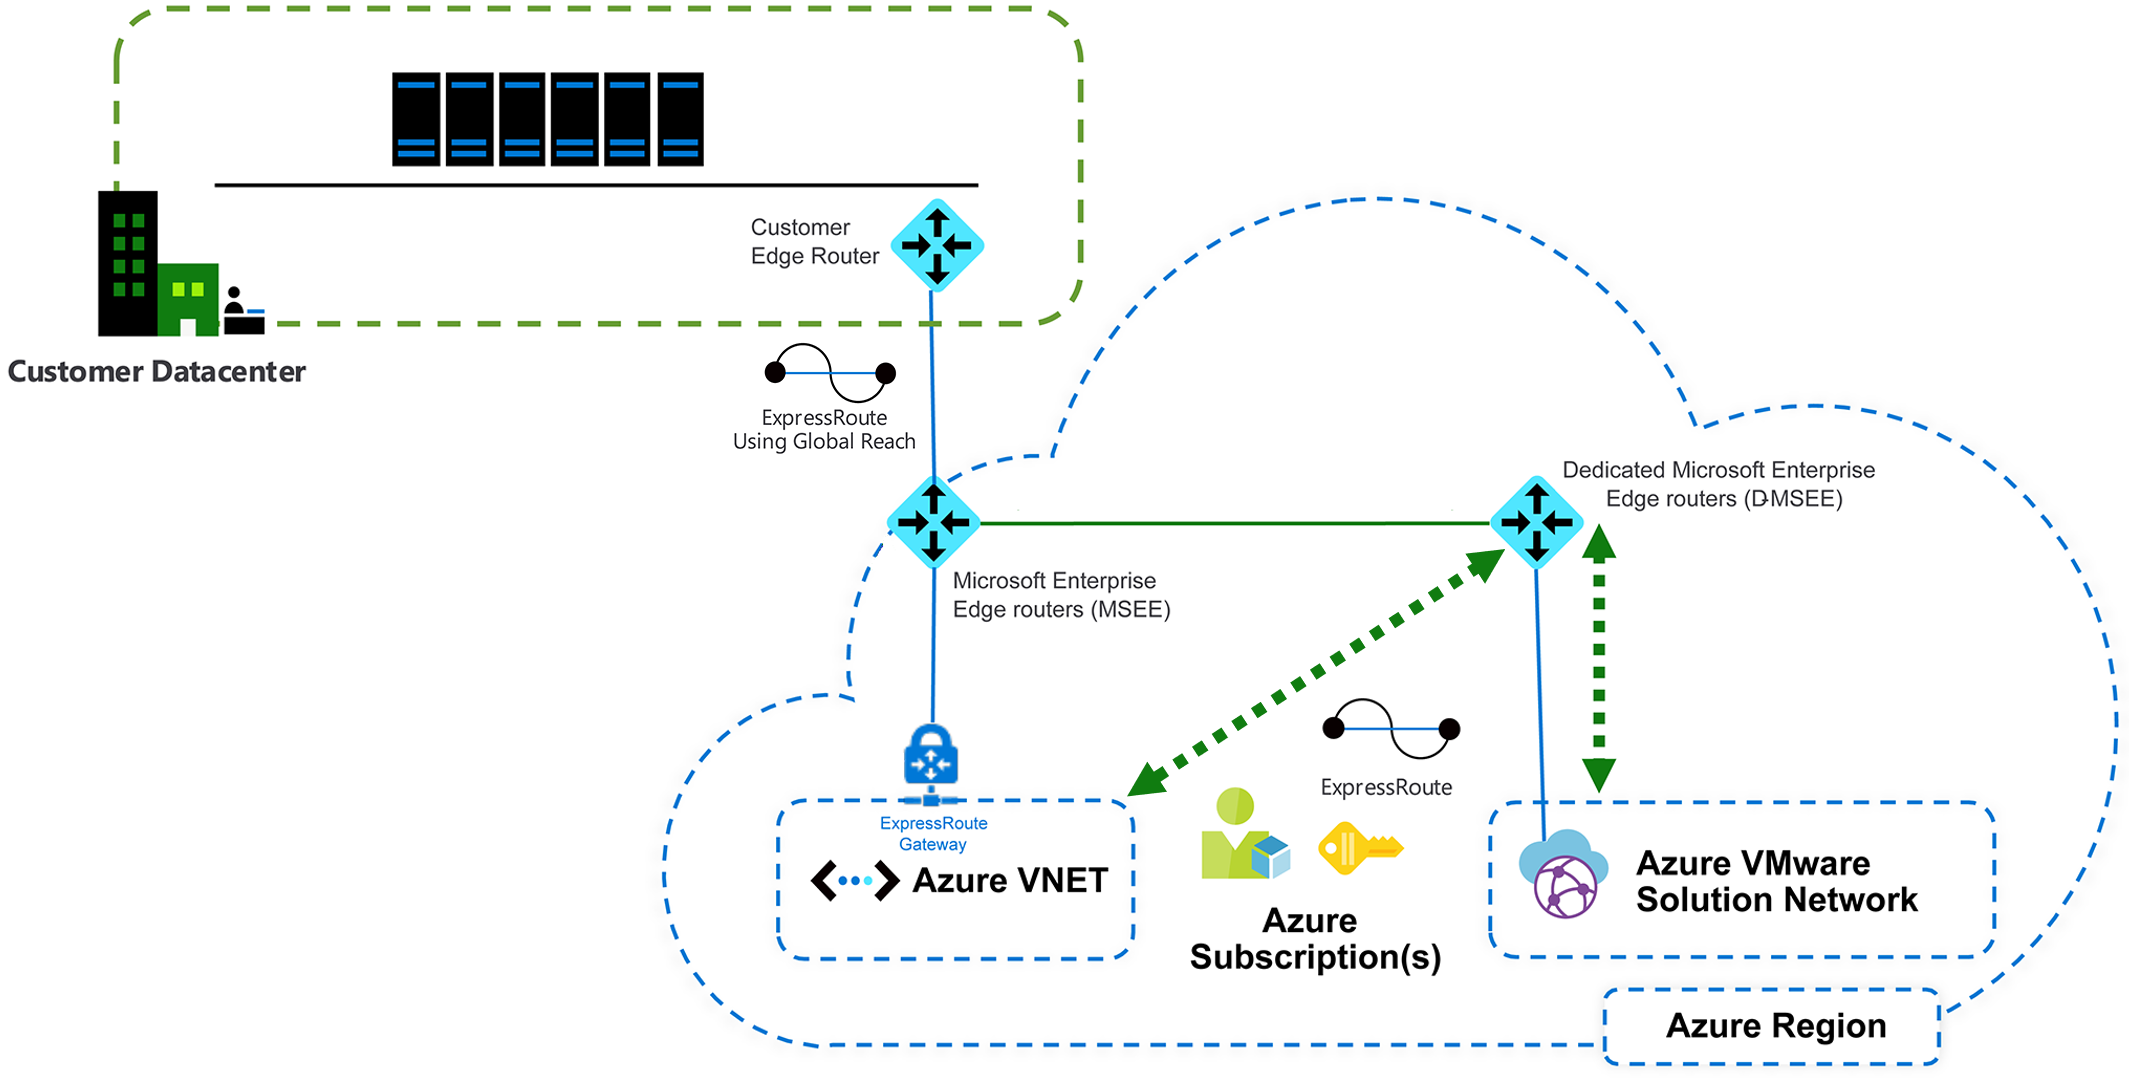 Customer
Edge Router
Customer Datacenter
ExpressRoute
Using Global Reach
Dedicated Microsoft Enterprise
Edge routers (D-MSEE)
Microsoft Enterprise
Edge routers (MSEE)
ExpressRoute
ExpressRoute
Gateway
Azure VNET
Azure
Subscription(s)
Azure VMware
Solution Network
Azure Region